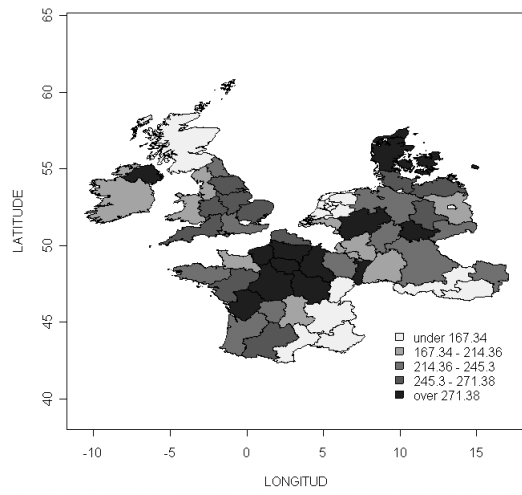 65
60
55
50
45
40
LATITUDE
under 167.34
167.34 - 214.36
214.36 - 245.3
245.3 - 271.38
over 271.38
-10 -5 0 5 10 15
LONGITUD